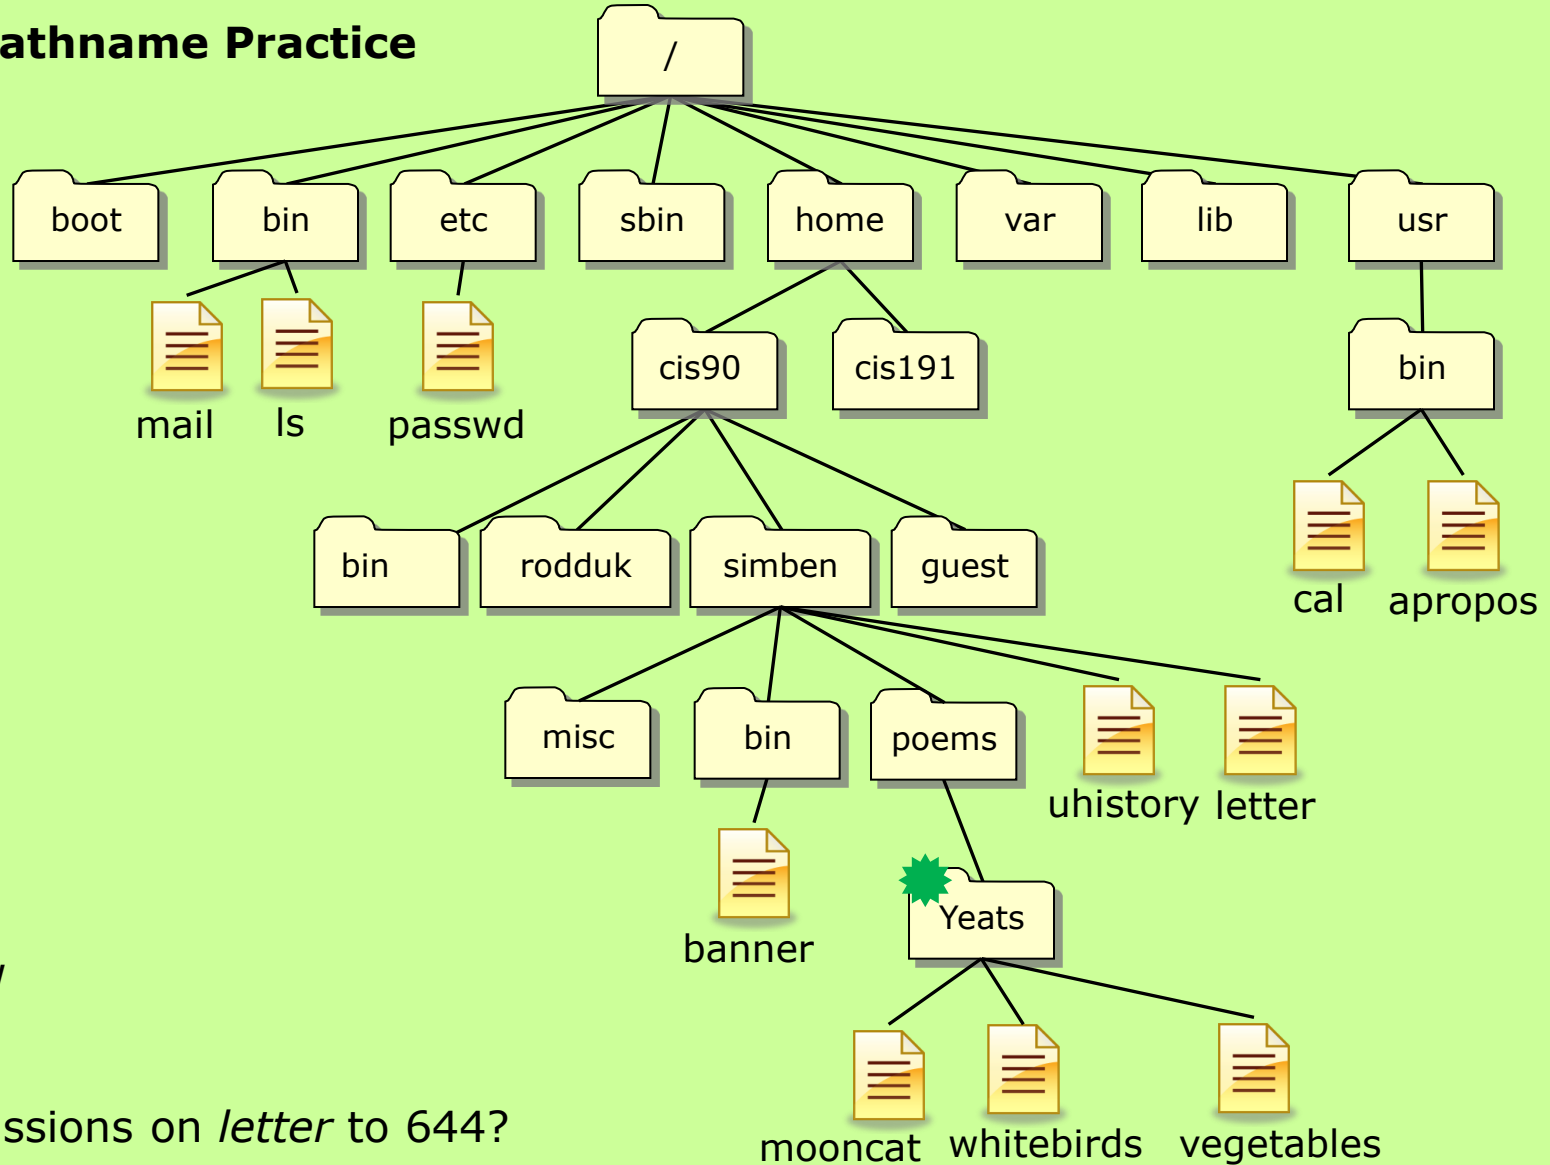 athname Practice
/
boot bin etc sbin home var lib usr
mail ls passwd
cis90 cis191 bin
cal apropos
bin rodduk simben guest
misc bin poems
uhistory letter
banner
Yeats
mooncat whitebirds vegetables
ssions on letter to 644?